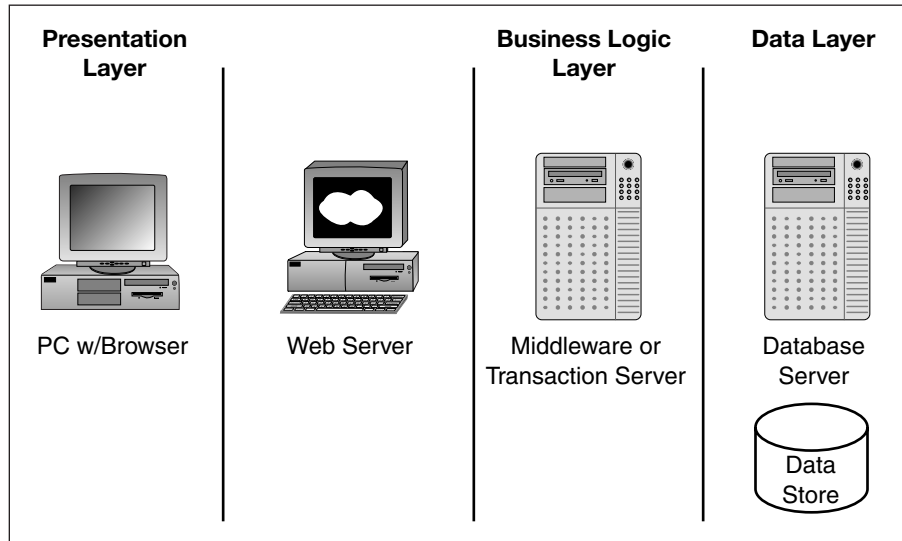 Presentation
Layer
Business Logic
Layer
Data Layer
PC w/Browser
Web Server
Middleware or
Transaction Server
Database
Server
Data
Store